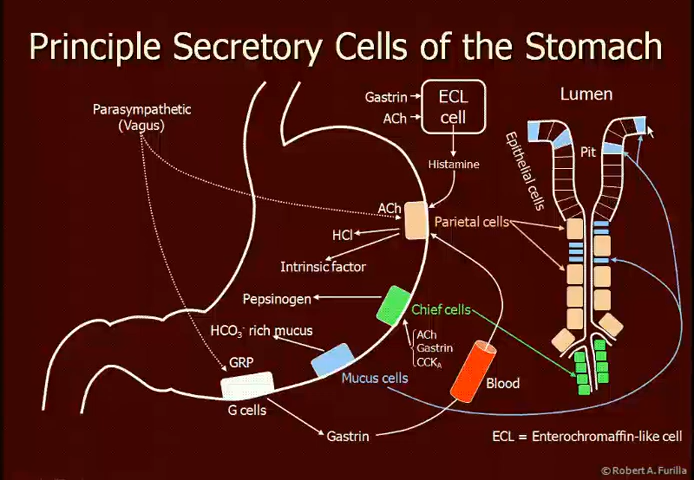 Principle Secretory Cells of the Stomach
Parasympathetic
(Vagus)
Gastrin
ACh
ECL
cell
Histamine
Lumen
Pit
Epithelial cells
ACh
HCl
Intrinsic factor
Parietal cells
Pepsinogen
Chief cells
ACh
Gastrin
CCK_A
HCO₃⁻ rich mucus
Mucus cells
GRP
G cells
Gastrin
Blood
ECL = Enterochromaffin-like cell
© Robert A. Furilla